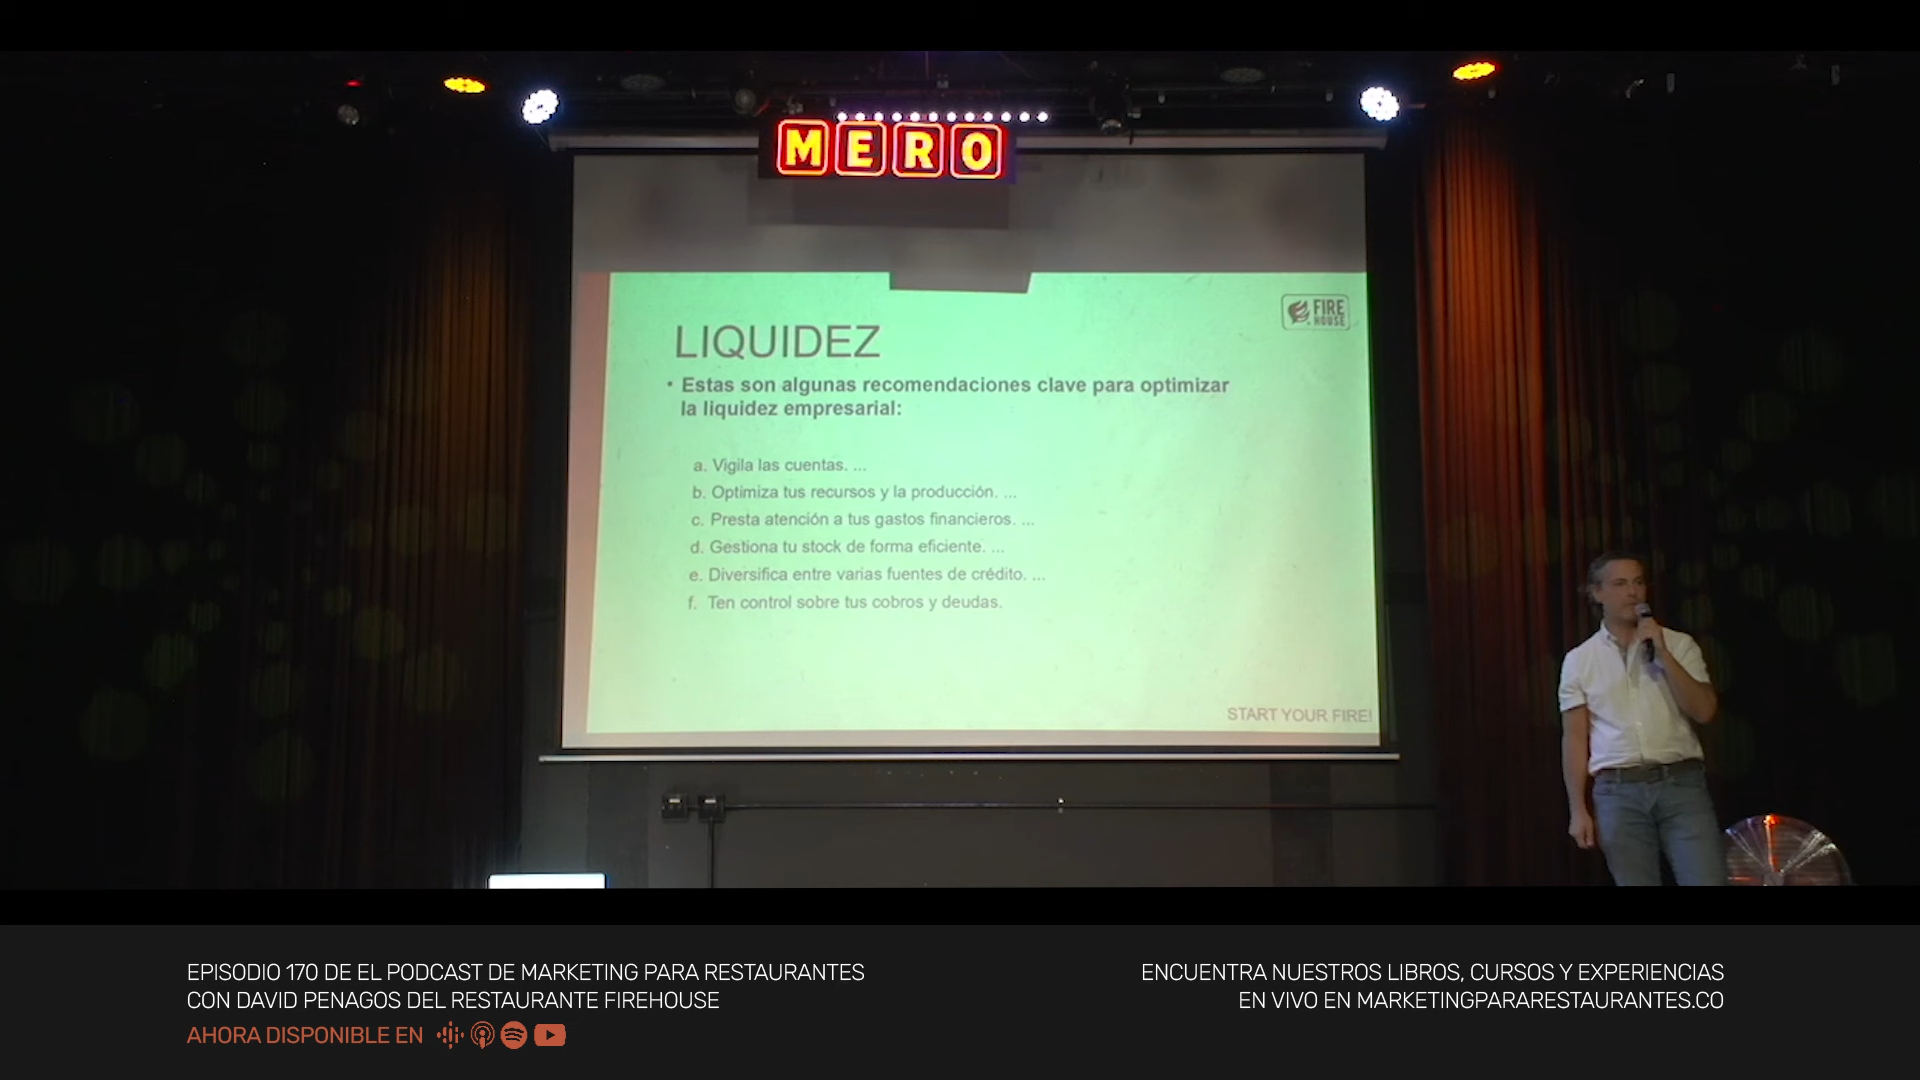 MERO
FIRE
HOUSE
LIQUIDEZ
• Estas son algunas recomendaciones clave para optimizar
la liquidez empresarial:
a. Vigila las cuentas. ...
b. Optimiza tus recursos y la producción. ...
c. Presta atención a tus gastos financieros. ...
d. Gestiona tu stock de forma eficiente. ...
e. Diversifica entre varias fuentes de crédito. ...
f. Ten control sobre tus cobros y deudas.
START YOUR FIRE!
EPISODIO 170 DE EL PODCAST DE MARKETING PARA RESTAURANTES
CON DAVID PENAGOS DEL RESTAURANTE FIREHOUSE
AHORA DISPONIBLE EN
ENCUENTRA NUESTROS LIBROS, CURSOS Y EXPERIENCIAS
EN VIVO EN MARKETINGPARARESTAURANTES.CO